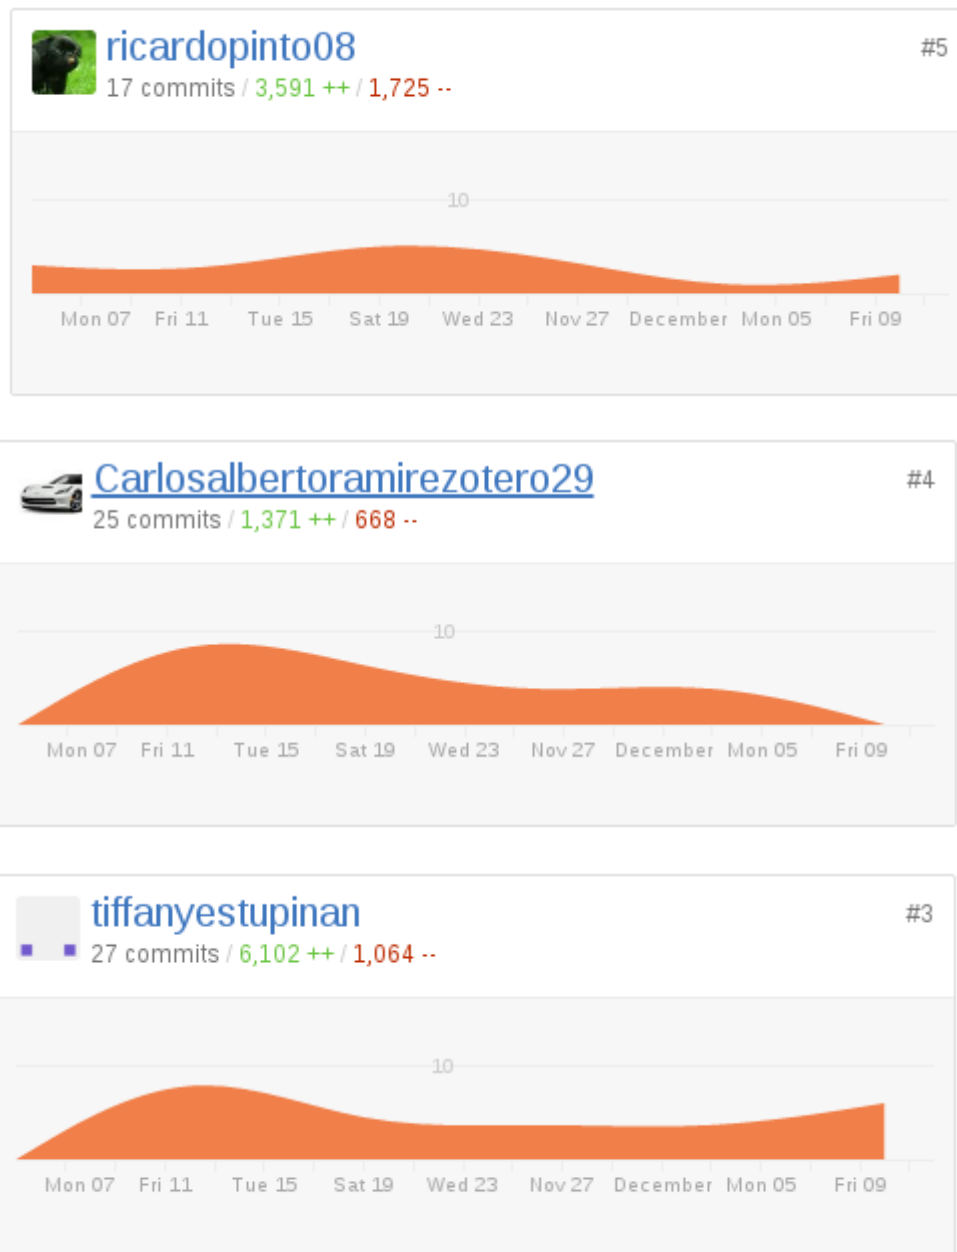 ricardopinto08 #5
17 commits / 3,591 ++ / 1,725 --
10
Mon 07 Fri 11 Tue 15 Sat 19 Wed 23 Nov 27 December Mon 05 Fri 09
Carlosalbertoramirezotero29 #4
25 commits / 1,371 ++ / 668 --
10
Mon 07 Fri 11 Tue 15 Sat 19 Wed 23 Nov 27 December Mon 05 Fri 09
tiffanyestupinan #3
27 commits / 6,102 ++ / 1,064 --
10
Mon 07 Fri 11 Tue 15 Sat 19 Wed 23 Nov 27 December Mon 05 Fri 09